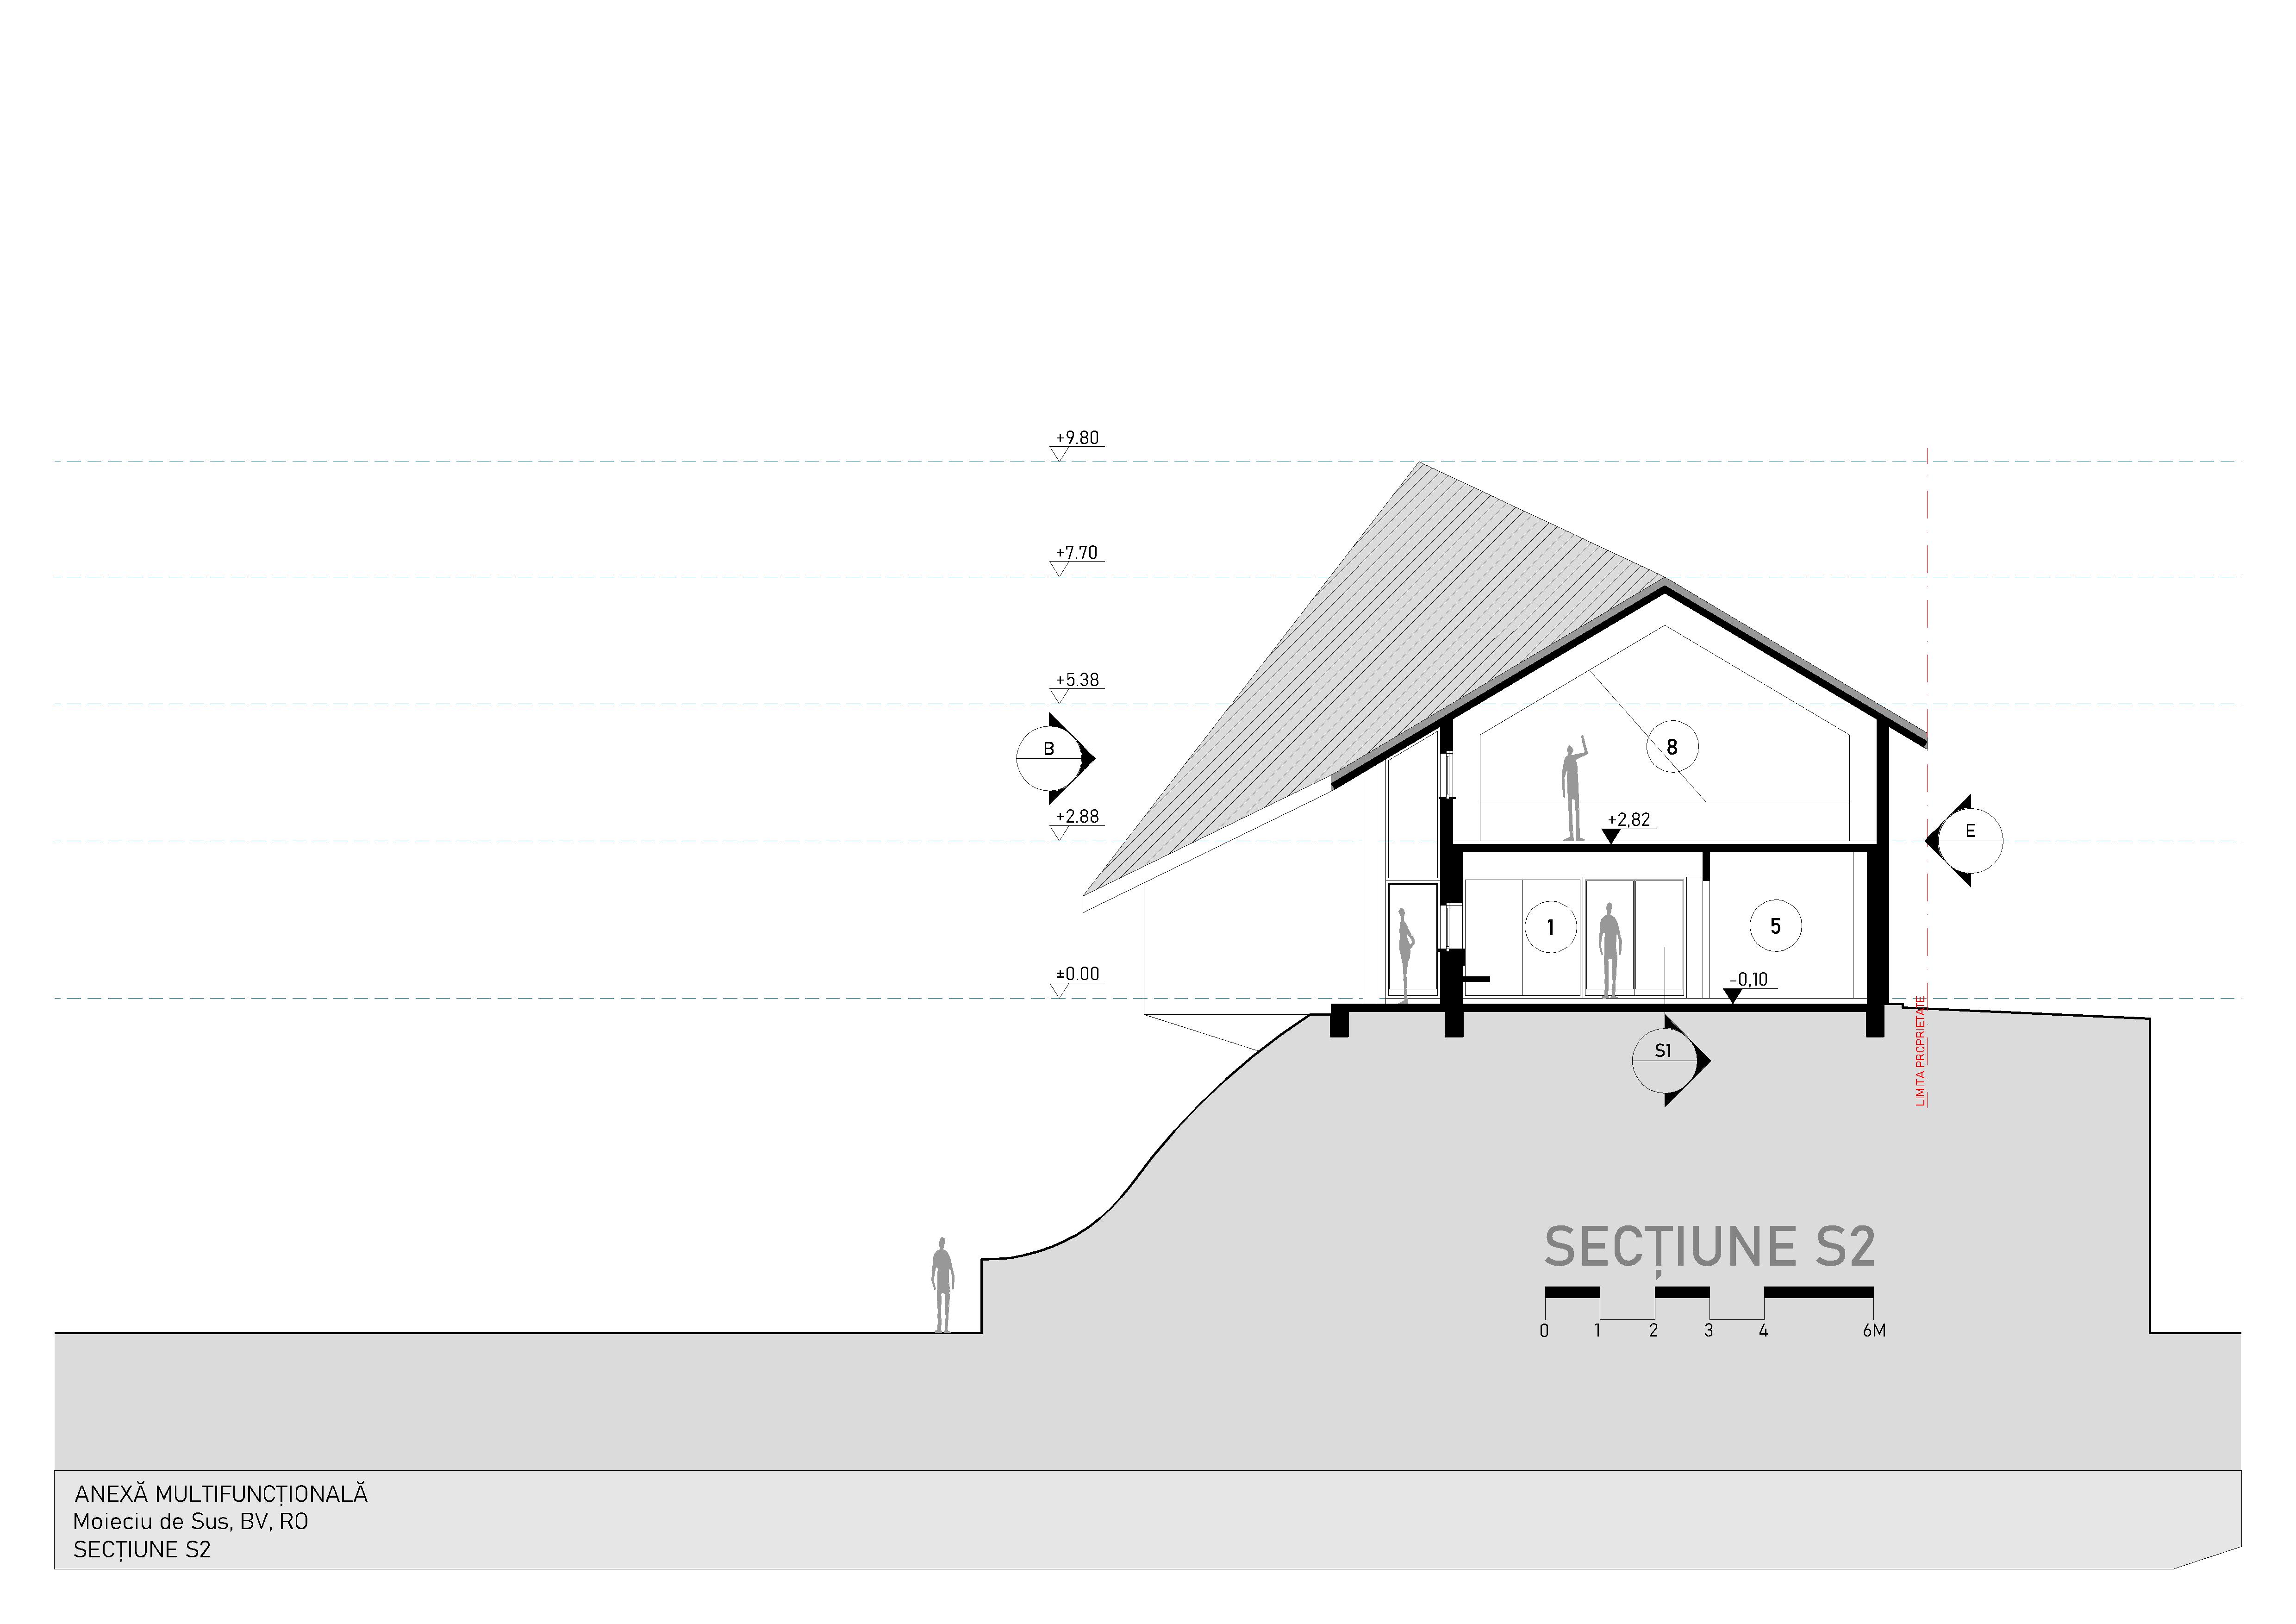 +9.80
+7.70
+5.38
B
8
+2.88
+2,82
E
1
5
±0.00
-0,10
LIMITA PROPRIETATE
S1
SECȚIUNE S2
0 1 2 3 4 6M
ANEXĂ MULTIFUNCȚIONALĂ
Moieciu de Sus, BV, RO
SECȚIUNE S2